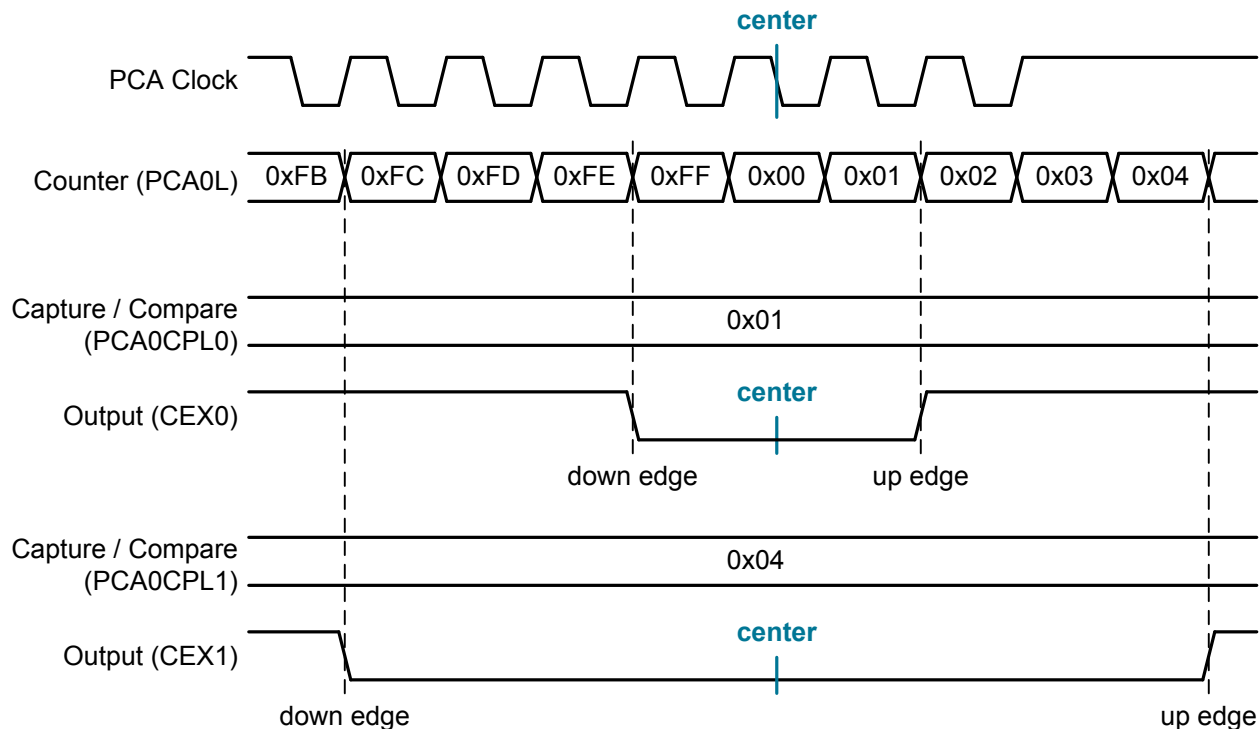 center
PCA Clock
Counter (PCA0L) 0xFB 0xFC 0xFD 0xFE 0xFF 0x00 0x01 0x02 0x03 0x04
Capture / Compare
(PCA0CPL0)
0x01
center
Output (CEX0)
down edge up edge
Capture / Compare
(PCA0CPL1)
0x04
center
Output (CEX1)
down edge up edge